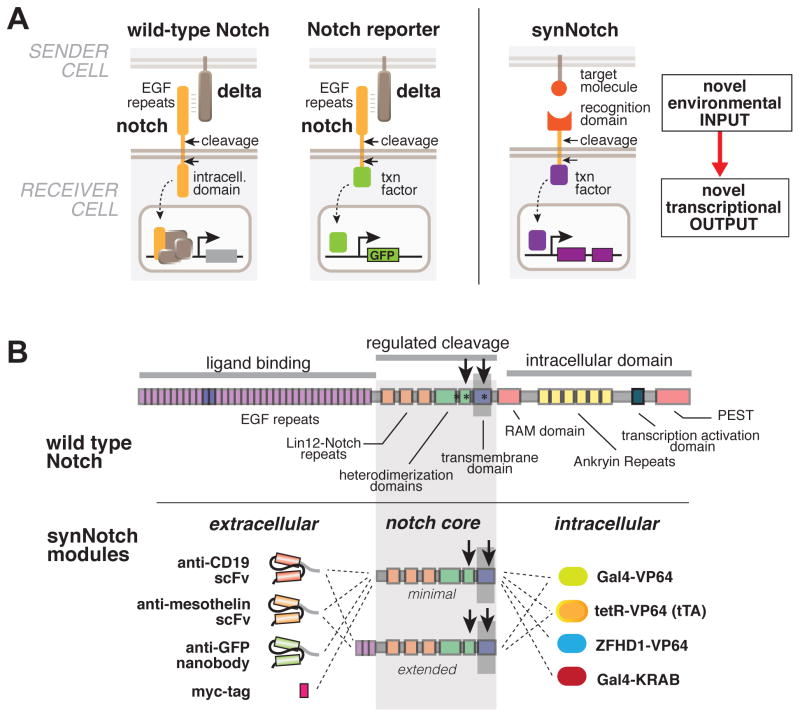 A
SENDER
CELL
RECEIVER
CELL
wild-type Notch
EGF
repeats
delta
notch
cleavage
intracell.
domain
Notch reporter
EGF
repeats
delta
notch
cleavage
txn
factor
GFP
synNotch
target
molecule
recognition
domain
cleavage
txn
factor
novel
environmental
INPUT
novel
transcriptional
OUTPUT
B
regulated cleavage
ligand binding
intracellular domain
* * *
EGF repeats
Lin12-Notch
repeats
heterodimerization
domains
transmembrane
domain
RAM domain
Ankryin Repeats
transcription activation
domain
PEST
wild type
Notch
synNotch
modules
extracellular
notch core
intracellular
anti-CD19
scFv
anti-mesothelin
scFv
anti-GFP
nanobody
myc-tag
minimal
extended
Gal4-VP64
tetR-VP64 (tTA)
ZFHD1-VP64
Gal4-KRAB